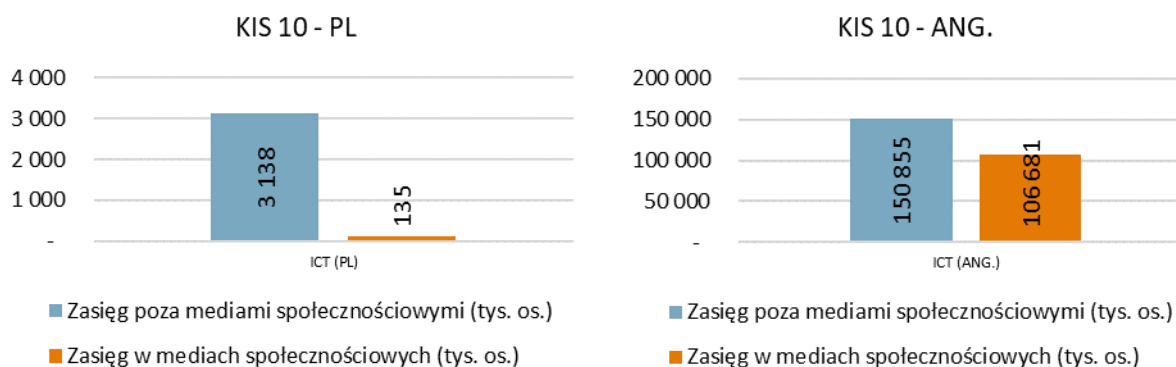 KIS 10 - PL
4 000
3 000
2 000
1 000
-
3 138
135
ICT (PL)
Zasięg poza mediami społecznościowymi (tys. os.)
Zasięg w mediach społecznościowych (tys. os.)
KIS 10 - ANG.
200 000
150 000
100 000
50 000
-
150 855
106 681
ICT (ANG.)
Zasięg poza mediami społecznościowymi (tys. os.)
Zasięg w mediach społecznościowych (tys. os.)